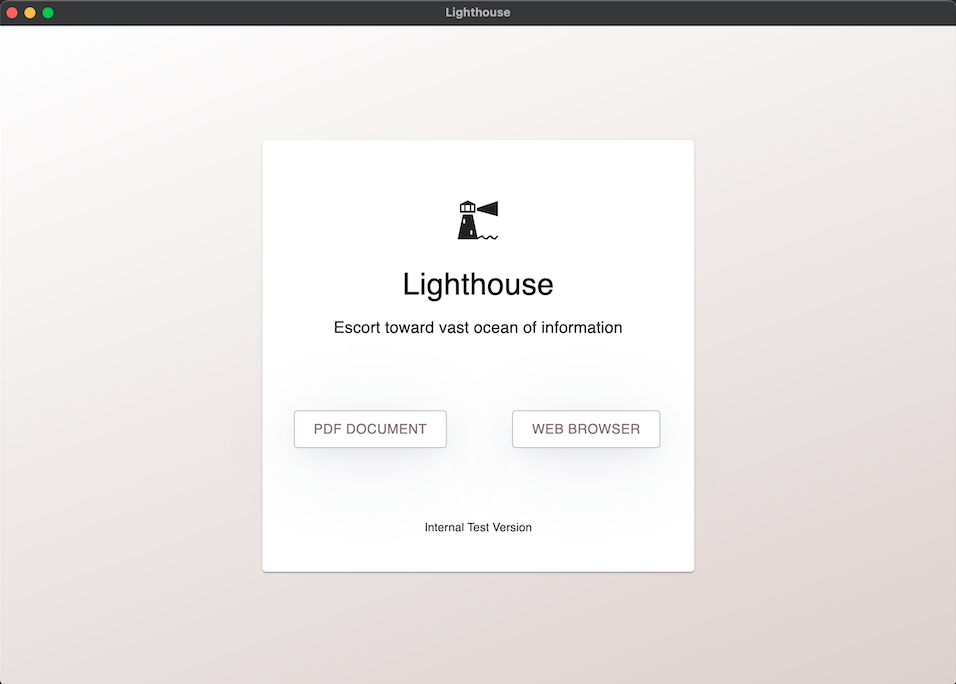 Lighthouse
Lighthouse
Escort toward vast ocean of information
PDF DOCUMENT
WEB BROWSER
Internal Test Version